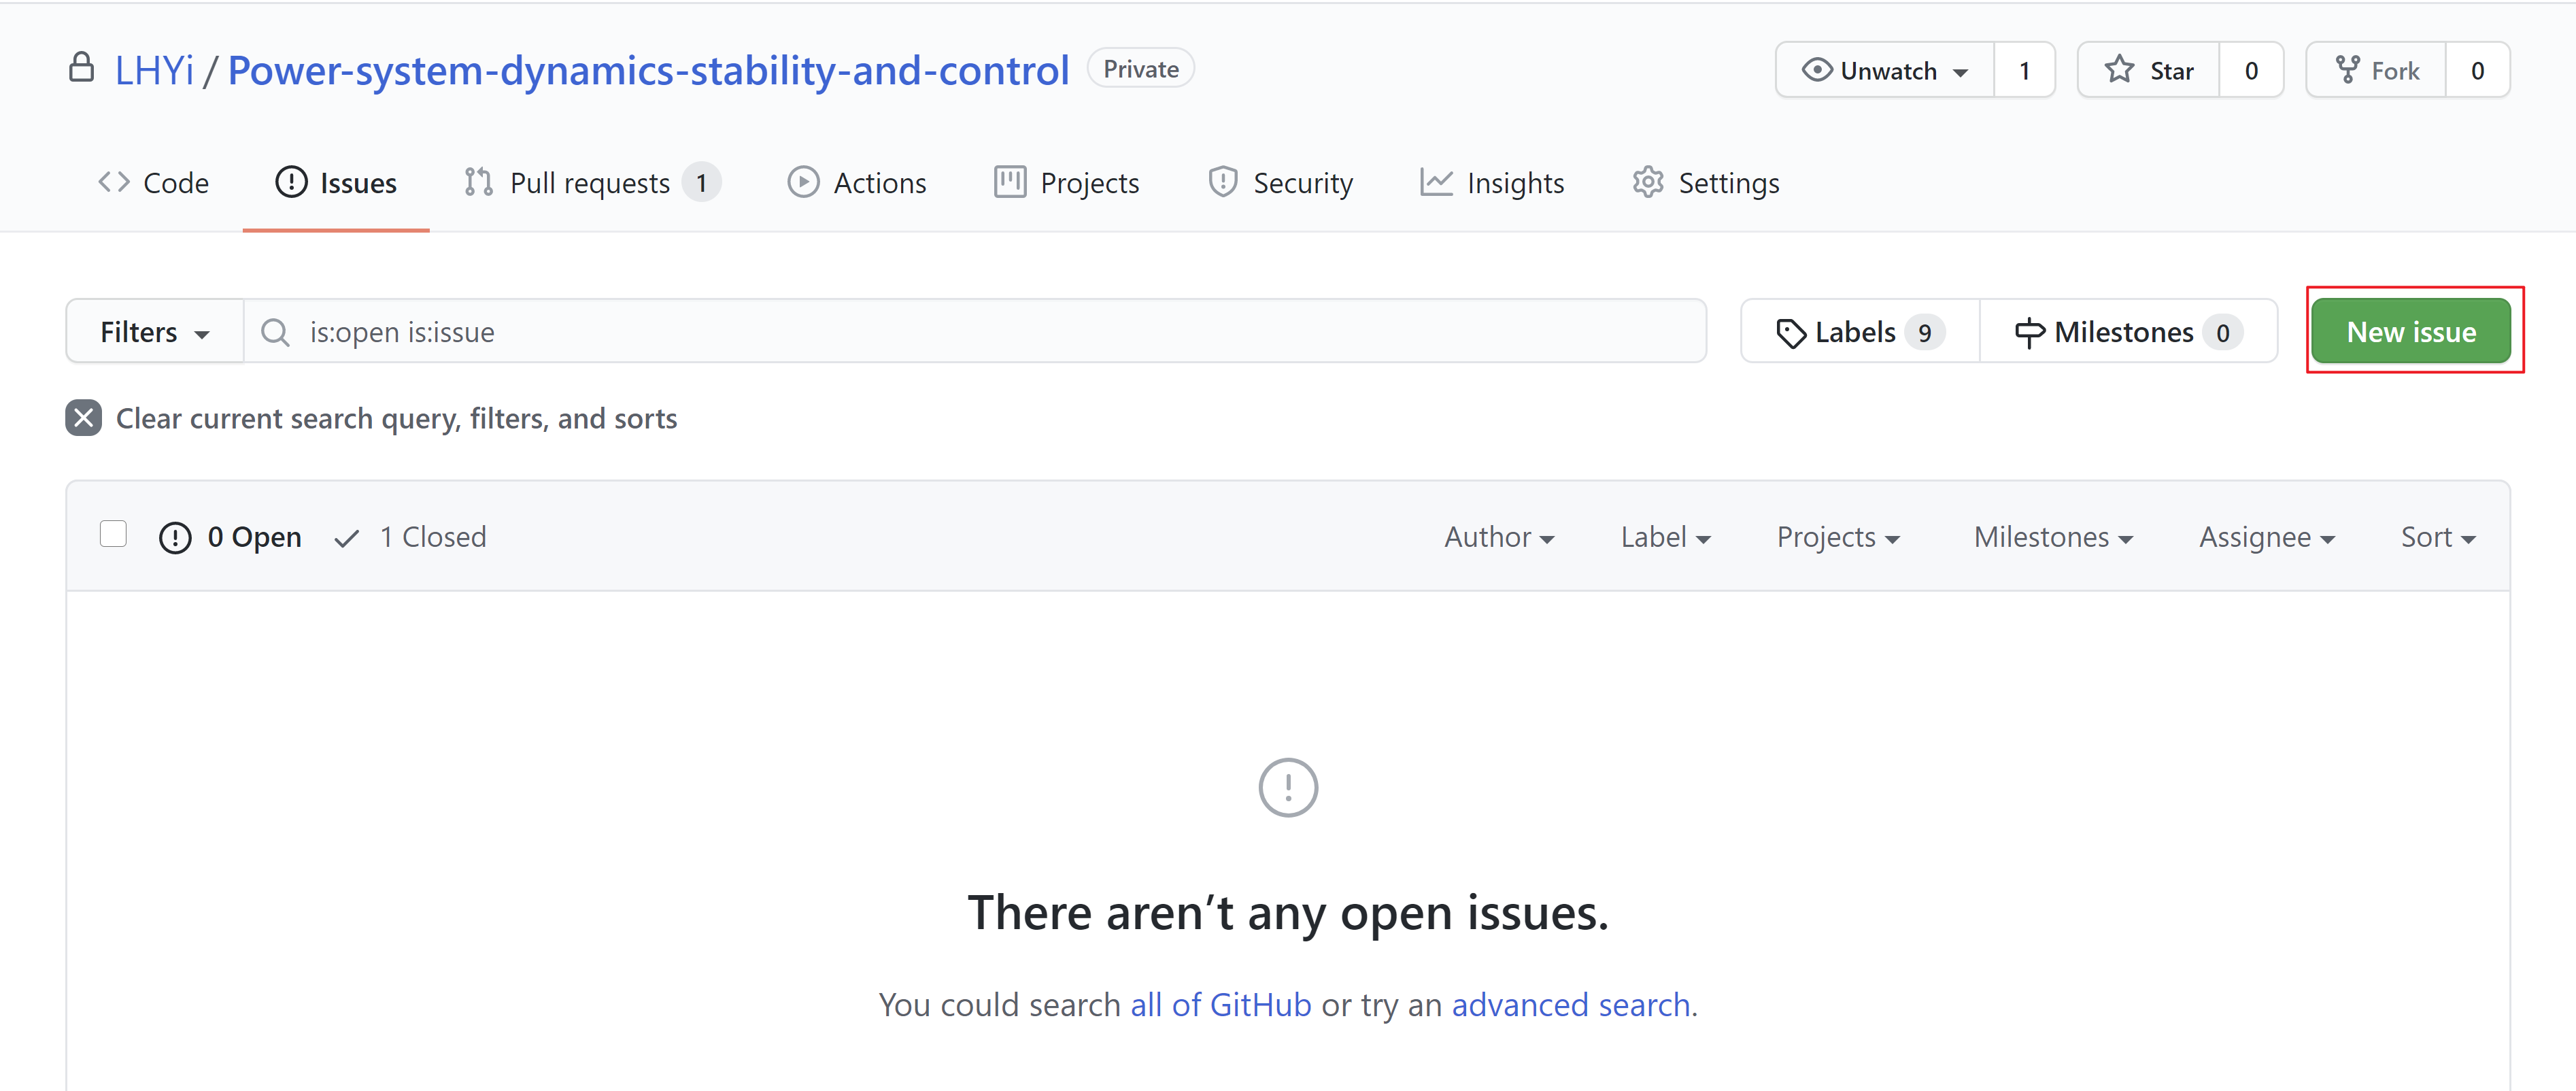 LHYi / Power-system-dynamics-stability-and-control Private Unwatch 1 Star 0 Fork 0
Code Issues Pull requests 1 Actions Projects Security Insights Settings
Filters is:open is:issue Labels 9 Milestones 0 New issue
Clear current search query, filters, and sorts
0 Open 1 Closed Author Label Projects Milestones Assignee Sort
There aren’t any open issues.
You could search all of GitHub or try an advanced search.